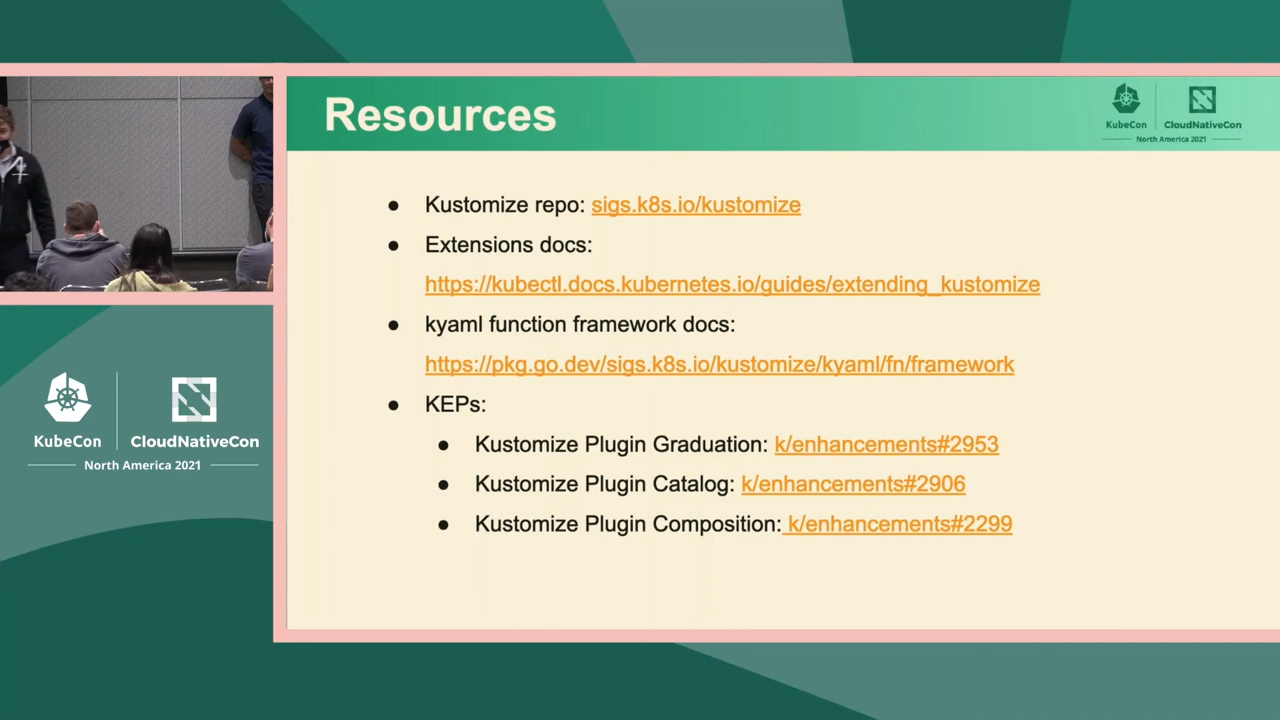 Resources
KubeCon
CloudNativeCon
North America 2021
● Kustomize repo: sigs.k8s.io/kustomize
● Extensions docs:
https://kubectl.docs.kubernetes.io/guides/extending_kustomize
● kyaml function framework docs:
https://pkg.go.dev/sigs.k8s.io/kustomize/kyaml/fn/framework
● KEPs:
● Kustomize Plugin Graduation: k/enhancements#2953
● Kustomize Plugin Catalog: k/enhancements#2906
● Kustomize Plugin Composition: k/enhancements#2299
KubeCon
CloudNativeCon
North America 2021